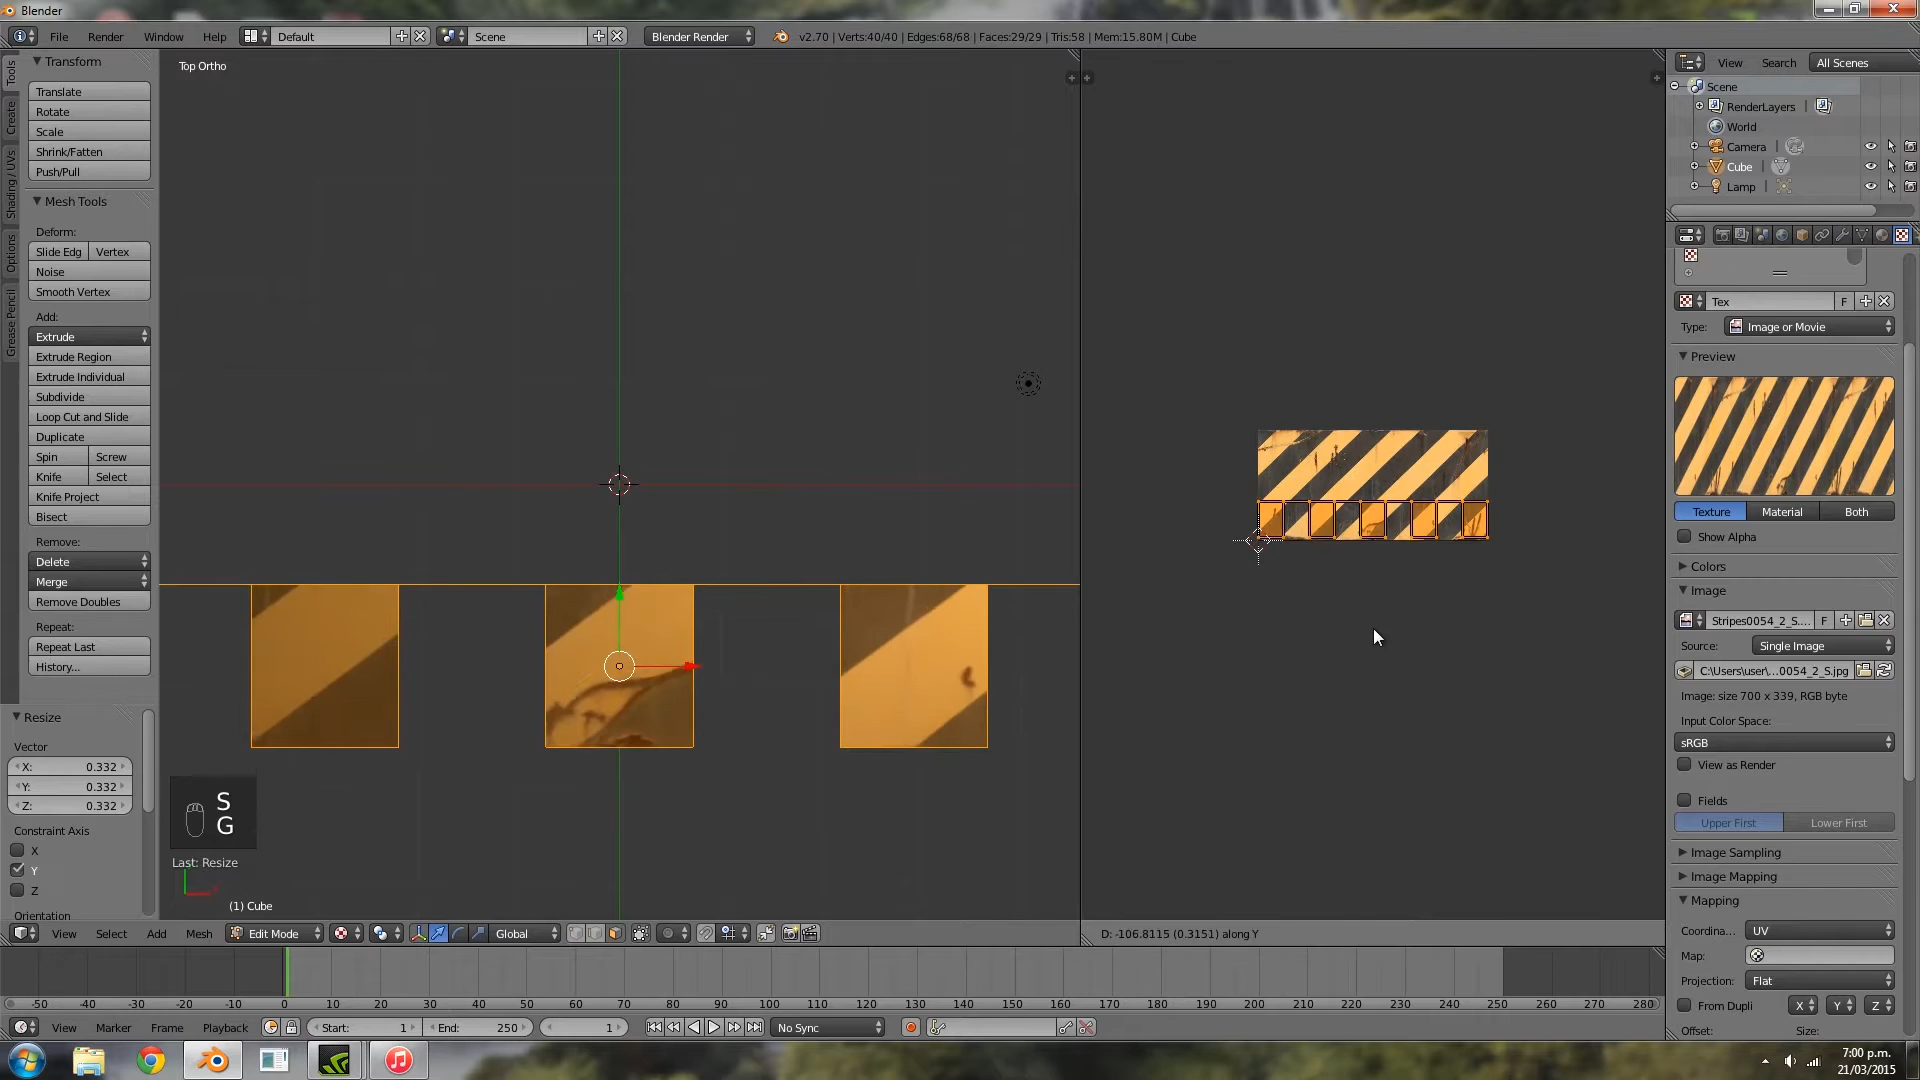 Blender
File Render Window Help Default Scene Blender Render v2.70 | Verts:40/40 | Edges:68/68 | Faces:29/29 | Tris:58 | Mem:15.80M | Cube
Tools
Create
Shading / UVs
Options
Grease Pencil
Transform
Translate
Rotate
Scale
Shrink/Fatten
Push/Pull
Mesh Tools
Deform:
Slide Edg Vertex
Noise
Smooth Vertex
Add:
Extrude
Extrude Region
Extrude Individual
Subdivide
Loop Cut and Slide
Duplicate
Spin Screw
Knife Select
Knife Project
Bisect
Remove:
Delete
Merge
Remove Doubles
Repeat:
Repeat Last
History...
Resize
Vector
X: 0.332
Y: 0.332
Z: 0.332
Constraint Axis
X
Y
Z
Orientation
Top Ortho
S
G
Last: Resize
(1) Cube
View Select Add Mesh Edit Mode Global
D: -106.8115 (0.3151) along Y
View Search All Scenes
Scene
RenderLayers
World
Camera
Cube
Lamp
Tex F
Type: Image or Movie
Preview
Texture Material Both
Show Alpha
Colors
Image
Stripes0054_2_S.... F
Source: Single Image
C:\Users\user\...0054_2_S.jpg
Image: size 700 x 339, RGB byte
Input Color Space:
sRGB
View as Render
Fields
Upper First Lower First
Image Sampling
Image Mapping
Mapping
Coordina... UV
Map:
Projection: Flat
From Dupli X Y Z
Offset: Size:
-50 -40 -30 -20 -10 0 10 20 30 40 50 60 70 80 90 100 110 120 130 140 150 160 170 180 190 200 210 220 230 240 250 260 270 280
View Marker Frame Playback Start: 1 End: 250 1 No Sync
7:00 p.m.
21/03/2015